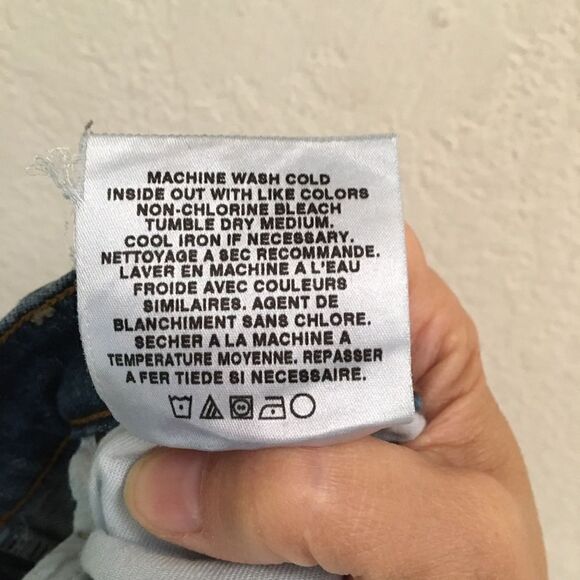 MACHINE WASH COLD
INSIDE OUT WITH LIKE COLORS
NON-CHLORINE BLEACH
TUMBLE DRY MEDIUM.
COOL IRON IF NECESSARY.
NETTOYAGE A SEC RECOMMANDE.
LAVER EN MACHINE A L'EAU
FROIDE AVEC COULEURS
SIMILAIRES. AGENT DE
BLANCHIMENT SANS CHLORE.
SECHER A LA MACHINE A
TEMPERATURE MOYENNE. REPASSER
A FER TIEDE SI NECESSAIRE.